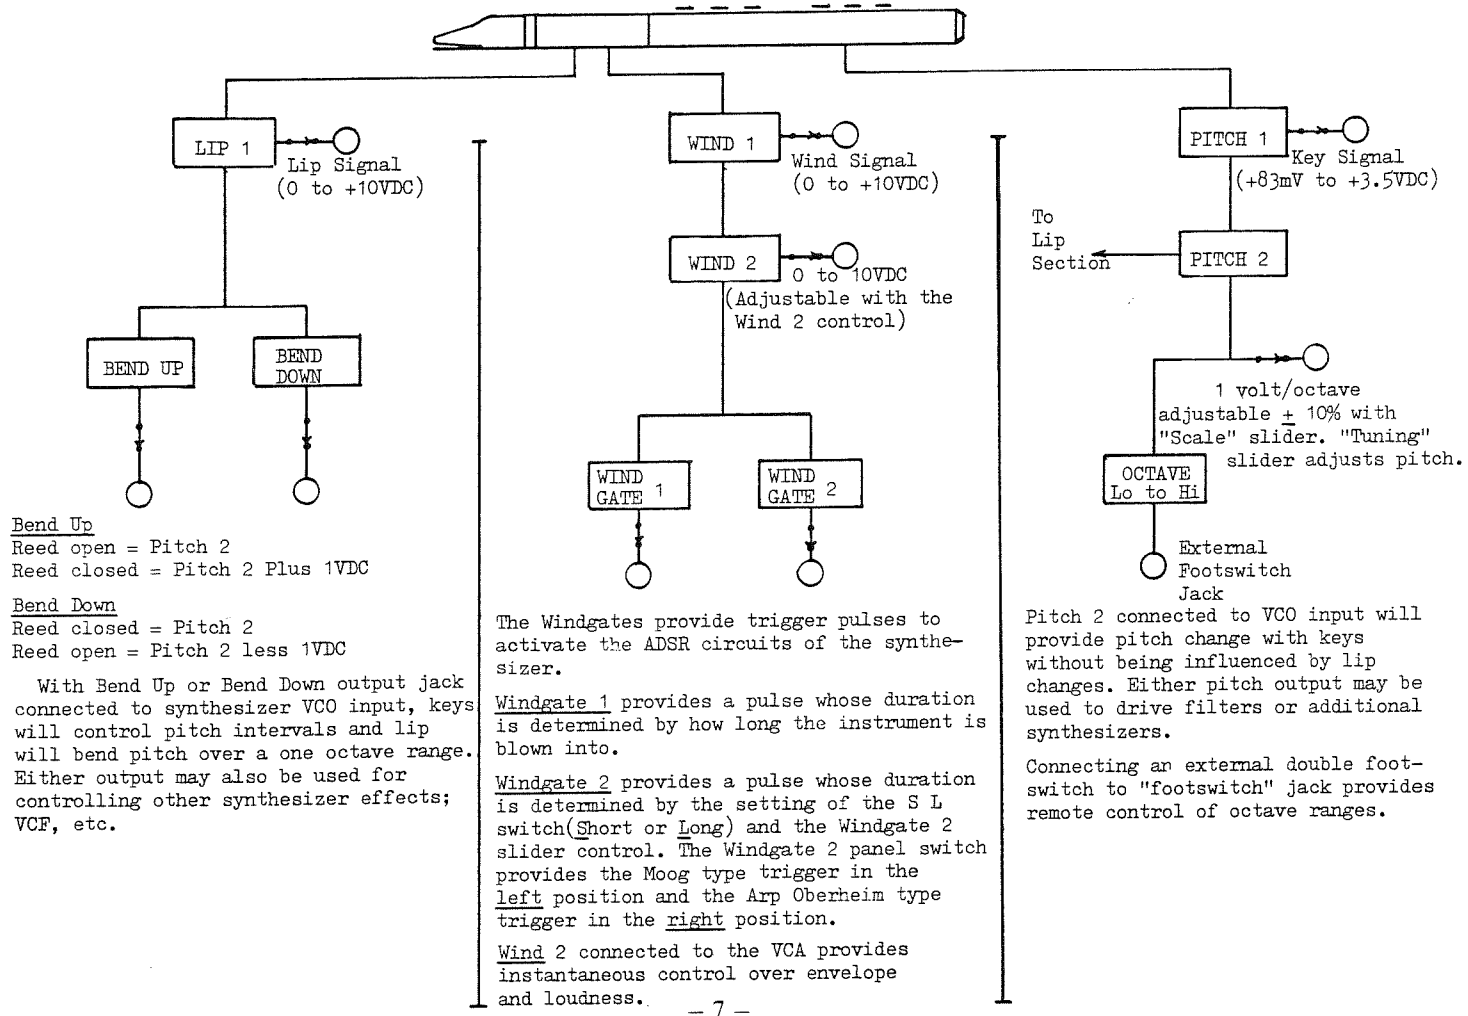 LIP 1
Lip Signal
(0 to +10VDC)
BEND UP
BEND
DOWN
Bend Up
Reed open = Pitch 2
Reed closed = Pitch 2 Plus 1VDC
Bend Down
Reed closed = Pitch 2
Reed open = Pitch 2 less 1VDC
With Bend Up or Bend Down output jack
connected to synthesizer VCO input, keys
will control pitch intervals and lip
will bend pitch over a one octave range.
Either output may also be used for
controlling other synthesizer effects;
VCF, etc.
WIND 1
Wind Signal
(0 to +10VDC)
WIND 2
0 to 10VDC
(Adjustable with the
Wind 2 control)
WIND
GATE 1
WIND
GATE 2
The Windgates provide trigger pulses to
activate the ADSR circuits of the synthe-
sizer.
Windgate 1 provides a pulse whose duration
is determined by how long the instrument is
blown into.
Windgate 2 provides a pulse whose duration
is determined by the setting of the S L
switch(Short or Long) and the Windgate 2
slider control. The Windgate 2 panel switch
provides the Moog type trigger in the
left position and the Arp Oberheim type
trigger in the right position.
Wind 2 connected to the VCA provides
instantaneous control over envelope
and loudness.
PITCH 1
Key Signal
(+83mV to +3.5VDC)
To
Lip
Section
PITCH 2
1 volt/octave
adjustable ± 10% with
"Scale" slider. "Tuning"
slider adjusts pitch.
OCTAVE
Lo to Hi
External
Footswitch
Jack
Pitch 2 connected to VCO input will
provide pitch change with keys
without being influenced by lip
changes. Either pitch output may be
used to drive filters or additional
synthesizers.
Connecting an external double foot-
switch to "footswitch" jack provides
remote control of octave ranges.
- 7 -